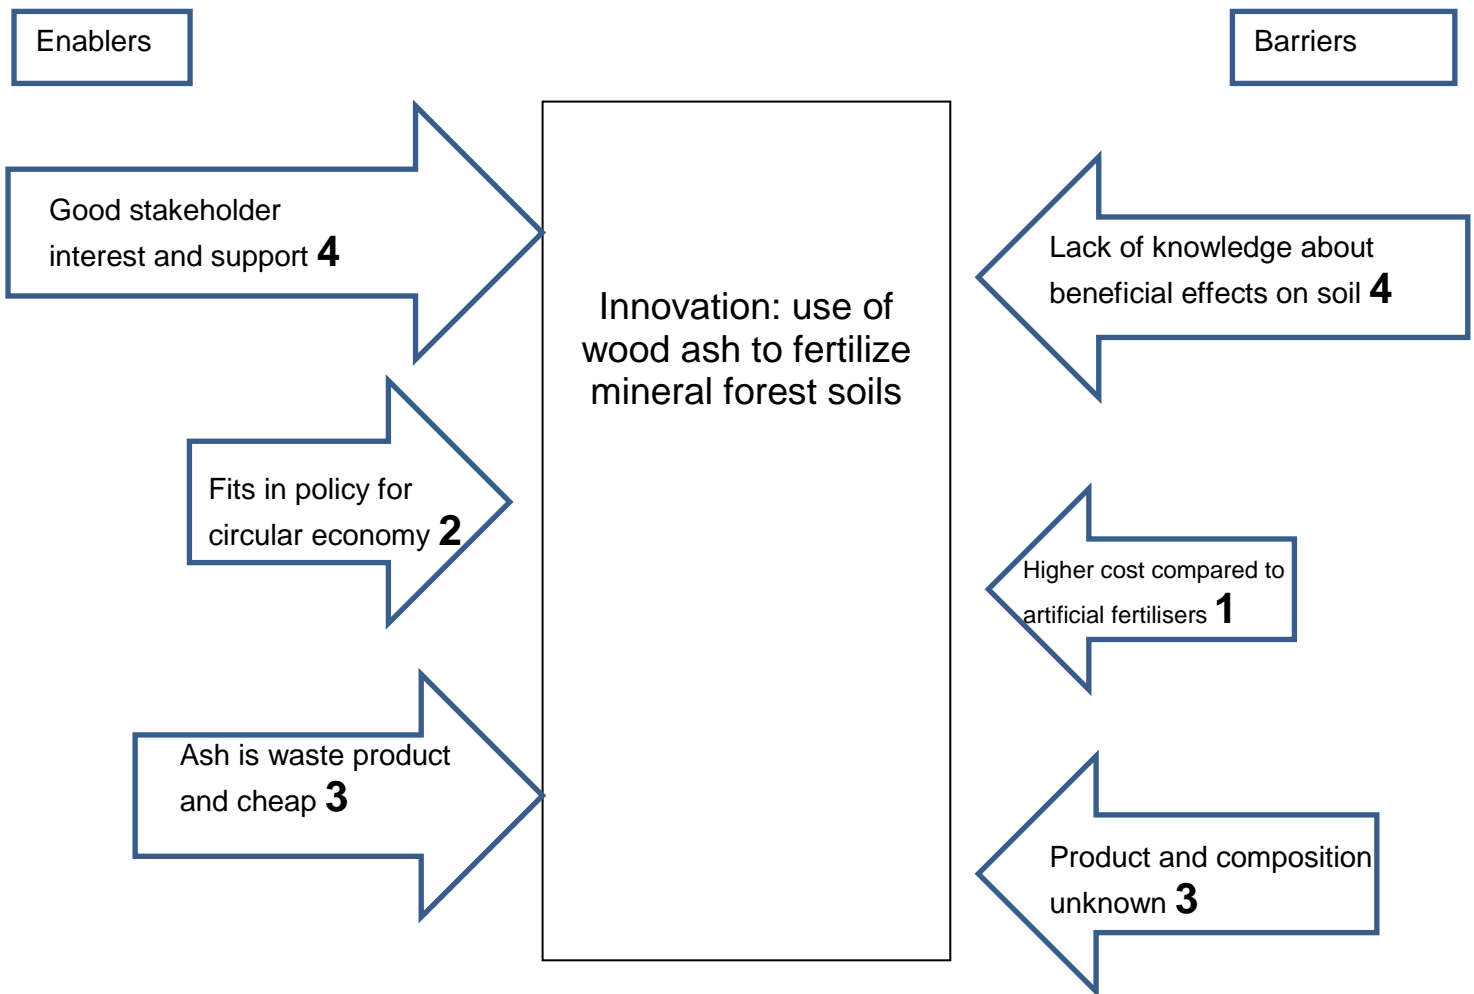 Enablers
Barriers
Good stakeholder
interest and support 4
Fits in policy for
circular economy 2
Ash is waste product
and cheap 3
Innovation: use of
wood ash to fertilize
mineral forest soils
Lack of knowledge about
beneficial effects on soil 4
Higher cost compared to
artificial fertilisers 1
Product and composition
unknown 3